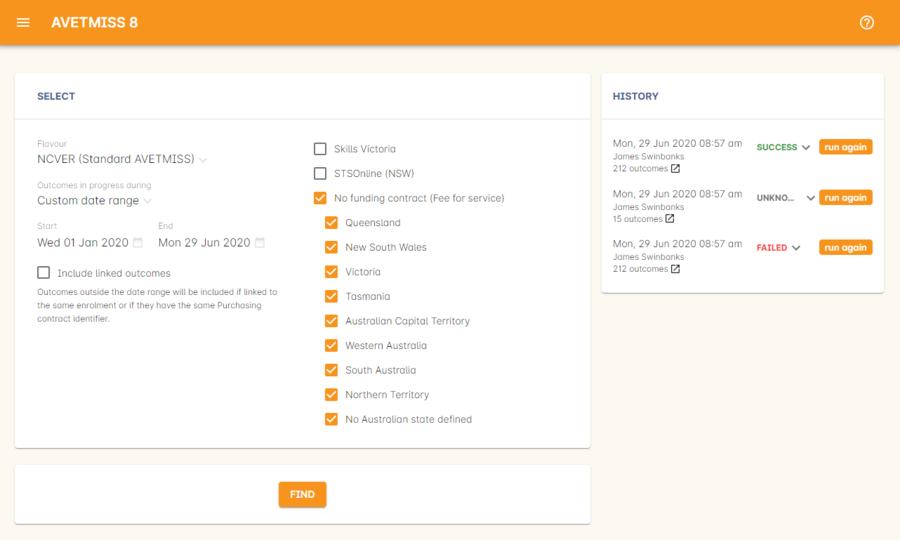 AVETMISS 8
SELECT
Flavour
NCVER (Standard AVETMISS)
Outcomes in progress during
Custom date range
Start End
Wed 01 Jan 2020 Mon 29 Jun 2020
Include linked outcomes
Outcomes outside the date range will be included if linked to
the same enrolment or if they have the same Purchasing
contract identifier.
Skills Victoria
STSOnline (NSW)
No funding contract (Fee for service)
Queensland
New South Wales
Victoria
Tasmania
Australian Capital Territory
Western Australia
South Australia
Northern Territory
No Australian state defined
FIND
HISTORY
Mon, 29 Jun 2020 08:57 am SUCCESS run again
James Swinbanks
212 outcomes
Mon, 29 Jun 2020 08:57 am UNKNO... run again
James Swinbanks
15 outcomes
Mon, 29 Jun 2020 08:57 am FAILED run again
James Swinbanks
212 outcomes